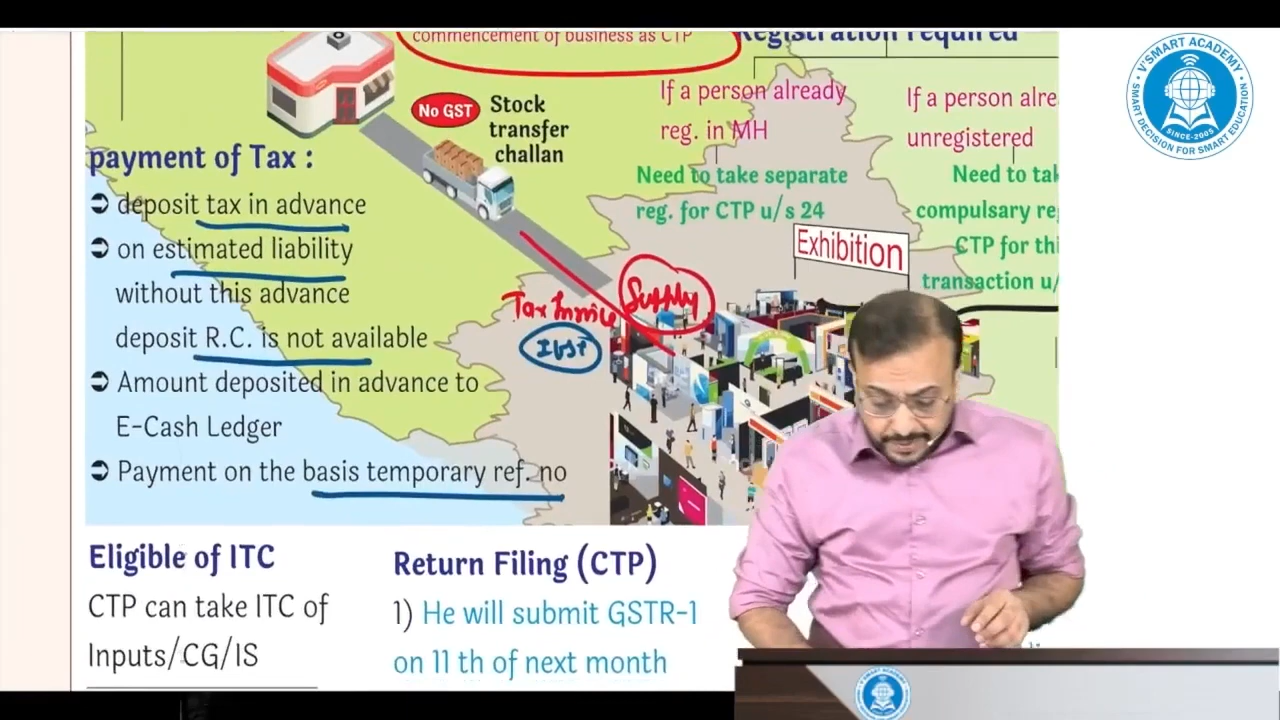 commencement of business as CTP
Registration required
No GST
Stock
transfer
challan
If a person already
reg. in MH
Need to take separate
reg. for CTP u/s 24
If a person alre
unregistered
Need to tak
compulsary re
CTP for thi
transaction u/
payment of Tax :
➲ deposit tax in advance
➲ on estimated liability
without this advance
deposit R.C. is not available
➲ Amount deposited in advance to
E-Cash Ledger
➲ Payment on the basis temporary ref. no
Exhibition
Tax Invoice
Supply
IGST
Eligible of ITC
CTP can take ITC of
Inputs/CG/IS
Return Filing (CTP)
1) He will submit GSTR-1
on 11 th of next month
V'SMART ACADEMY
SMART DECISION FOR SMART EDUCATION
SINCE-2005